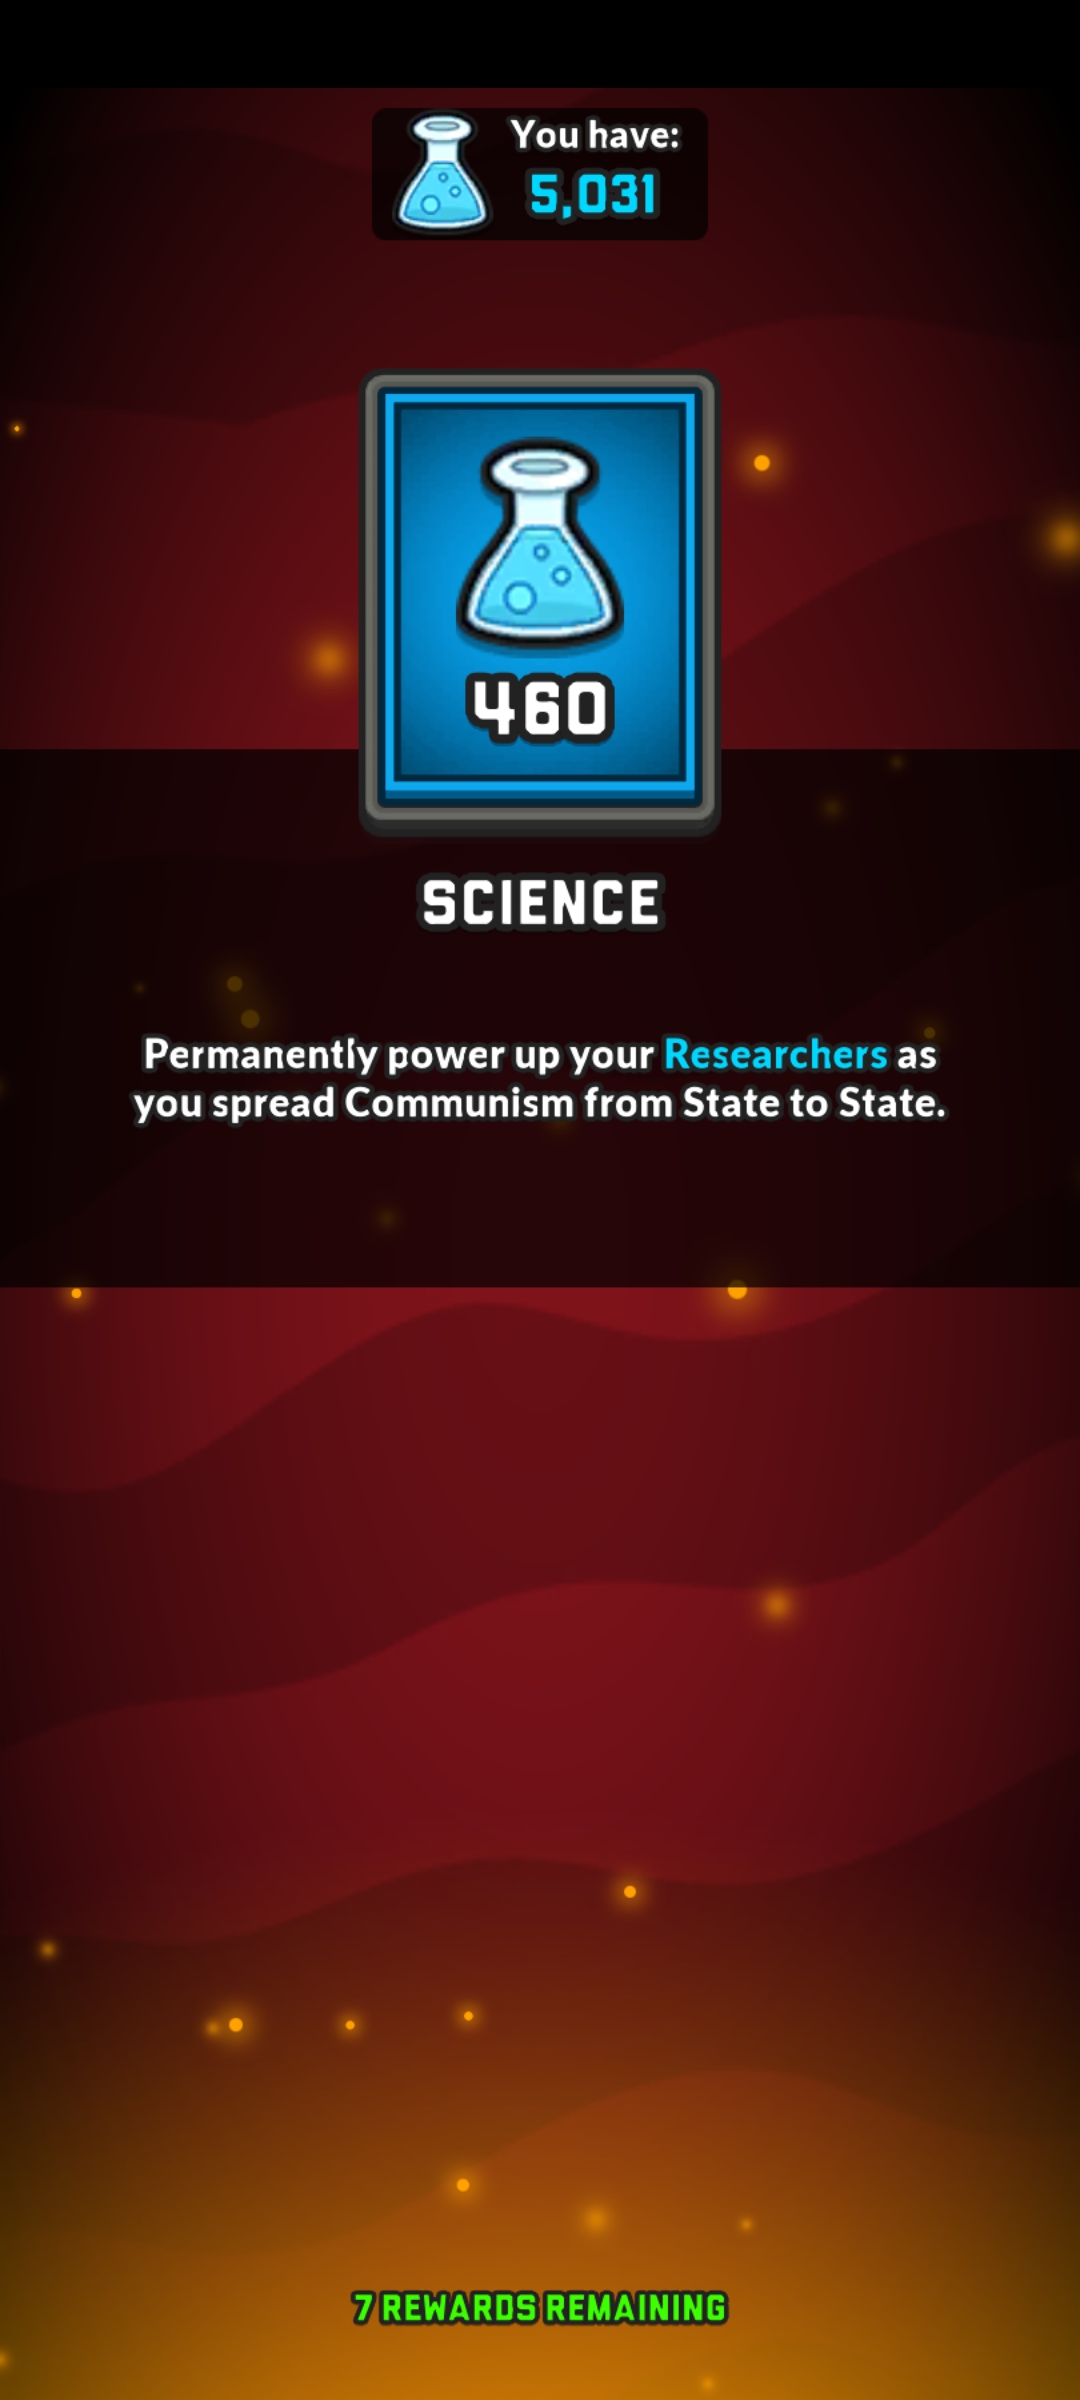 You have:
5,031
460
SCIENCE
Permanently power up your Researchers as
you spread Communism from State to State.
7 REWARDS REMAINING